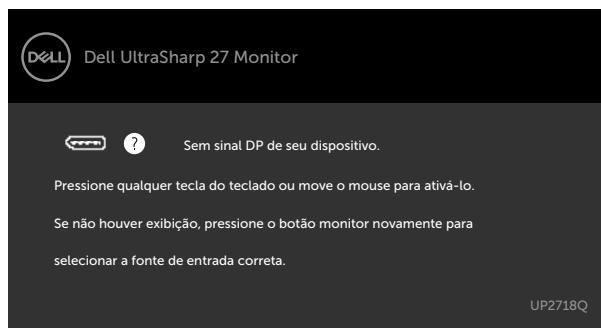 DELL Dell UltraSharp 27 Monitor
? Sem sinal DP de seu dispositivo.
Pressione qualquer tecla do teclado ou move o mouse para ativá-lo.
Se não houver exibição, pressione o botão monitor novamente para
selecionar a fonte de entrada correta.
UP2718Q